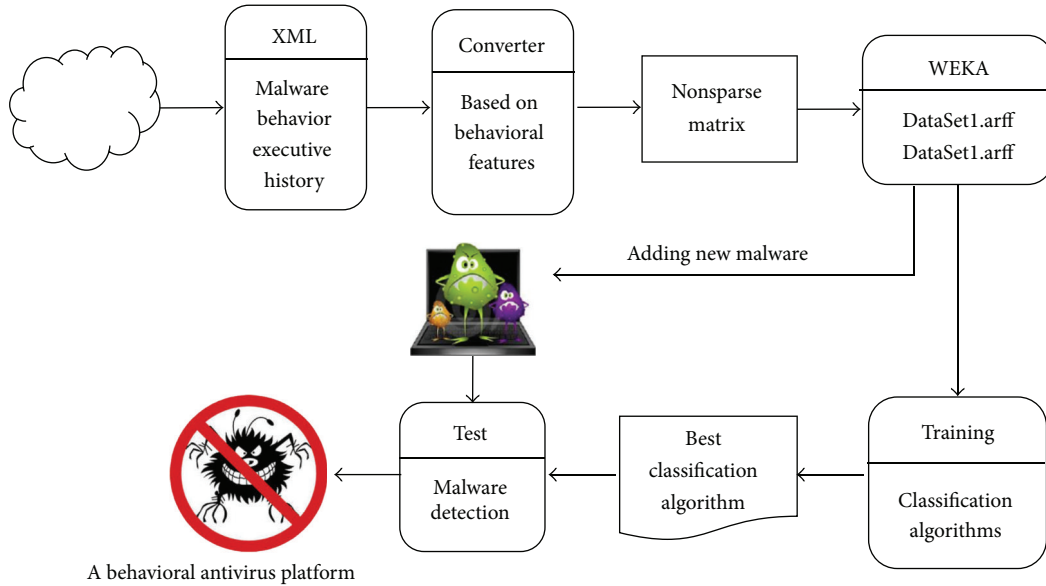 XML
Malware
behavior
executive
history
Converter
Based on
behavioral
features
Nonsparse
matrix
WEKA
DataSet1.arff
DataSet1.arff
Adding new malware
Test
Malware
detection
Best
classification
algorithm
Training
Classification
algorithms
A behavioral antivirus platform